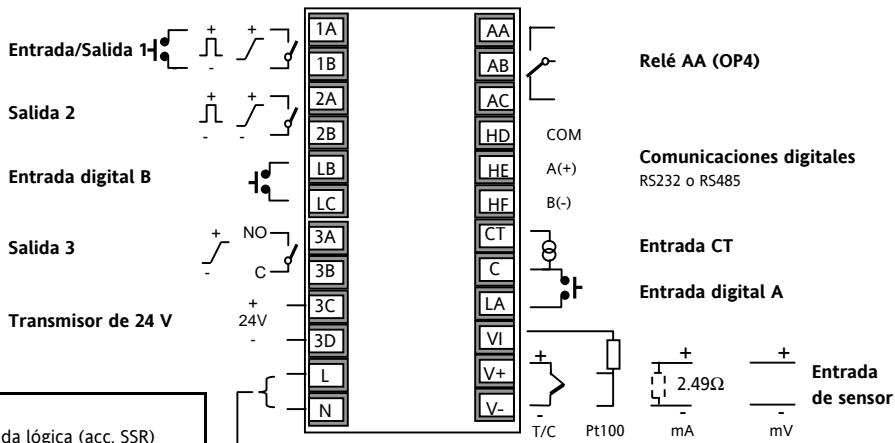 Entrada/Salida 1
+
-
+
-
1A
1B
Salida 2
+
-
+
-
2A
2B
Entrada digital B
LB
LC
Salida 3
+
-
NO
C
3A
3B
Transmisor de 24 V
+
24V
-
3C
3D
L
N
AA
AB
AC
Relé AA (OP4)
HD COM
HE A(+)
HF B(-)
Comunicaciones digitales
RS232 o RS485
CT
C
Entrada CT
LA
Entrada digital A
VI
V+
V-
+
-
T/C
Pt100
+
2.49Ω
-
mA
+
-
mV
Entrada
de sensor
da lógica (acc. SSR)